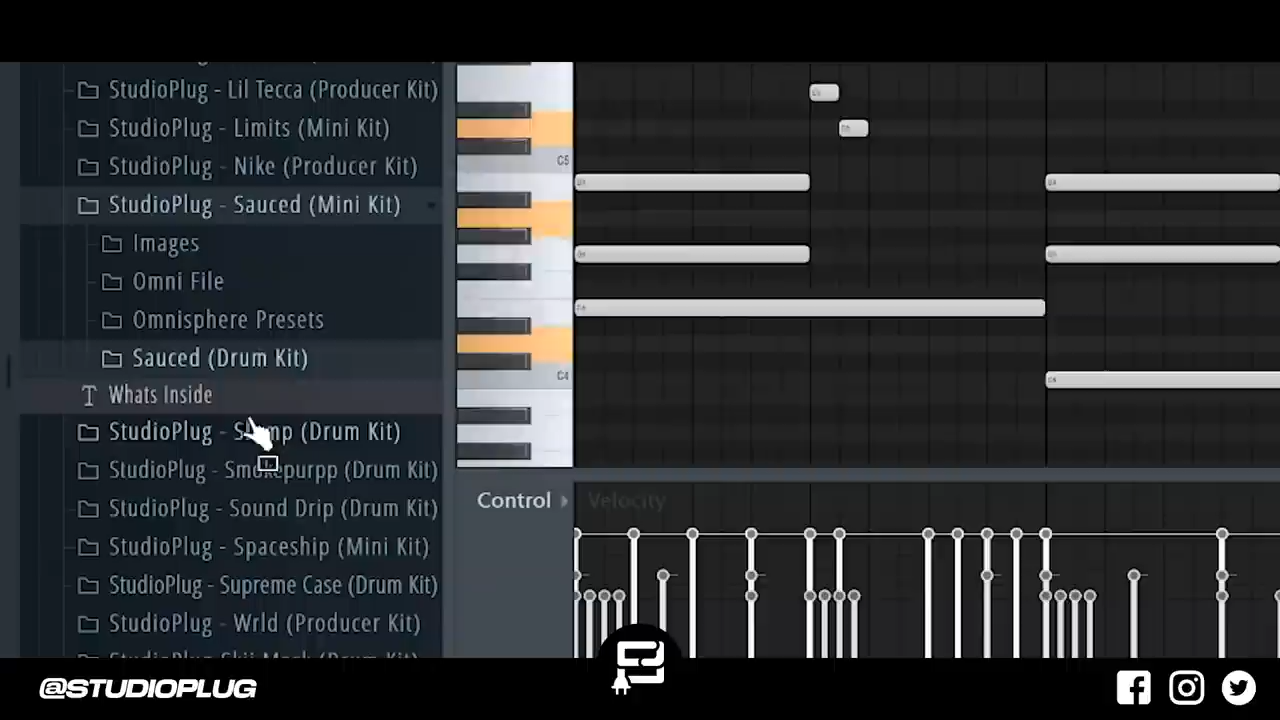 StudioPlug - Lil Tecca (Producer Kit)
StudioPlug - Limits (Mini Kit)
StudioPlug - Nike (Producer Kit)
StudioPlug - Sauced (Mini Kit)
Images
Omni File
Omnisphere Presets
Sauced (Drum Kit)
Whats Inside
StudioPlug - (Drum Kit)
StudioPlug - Smokepurpp (Drum Kit)
StudioPlug - Sound Drip (Drum Kit)
StudioPlug - Spaceship (Mini Kit)
StudioPlug - Supreme Case (Drum Kit)
StudioPlug - Wrld (Producer Kit)
C5
C4
Control
Velocity
@STUDIOPLUG